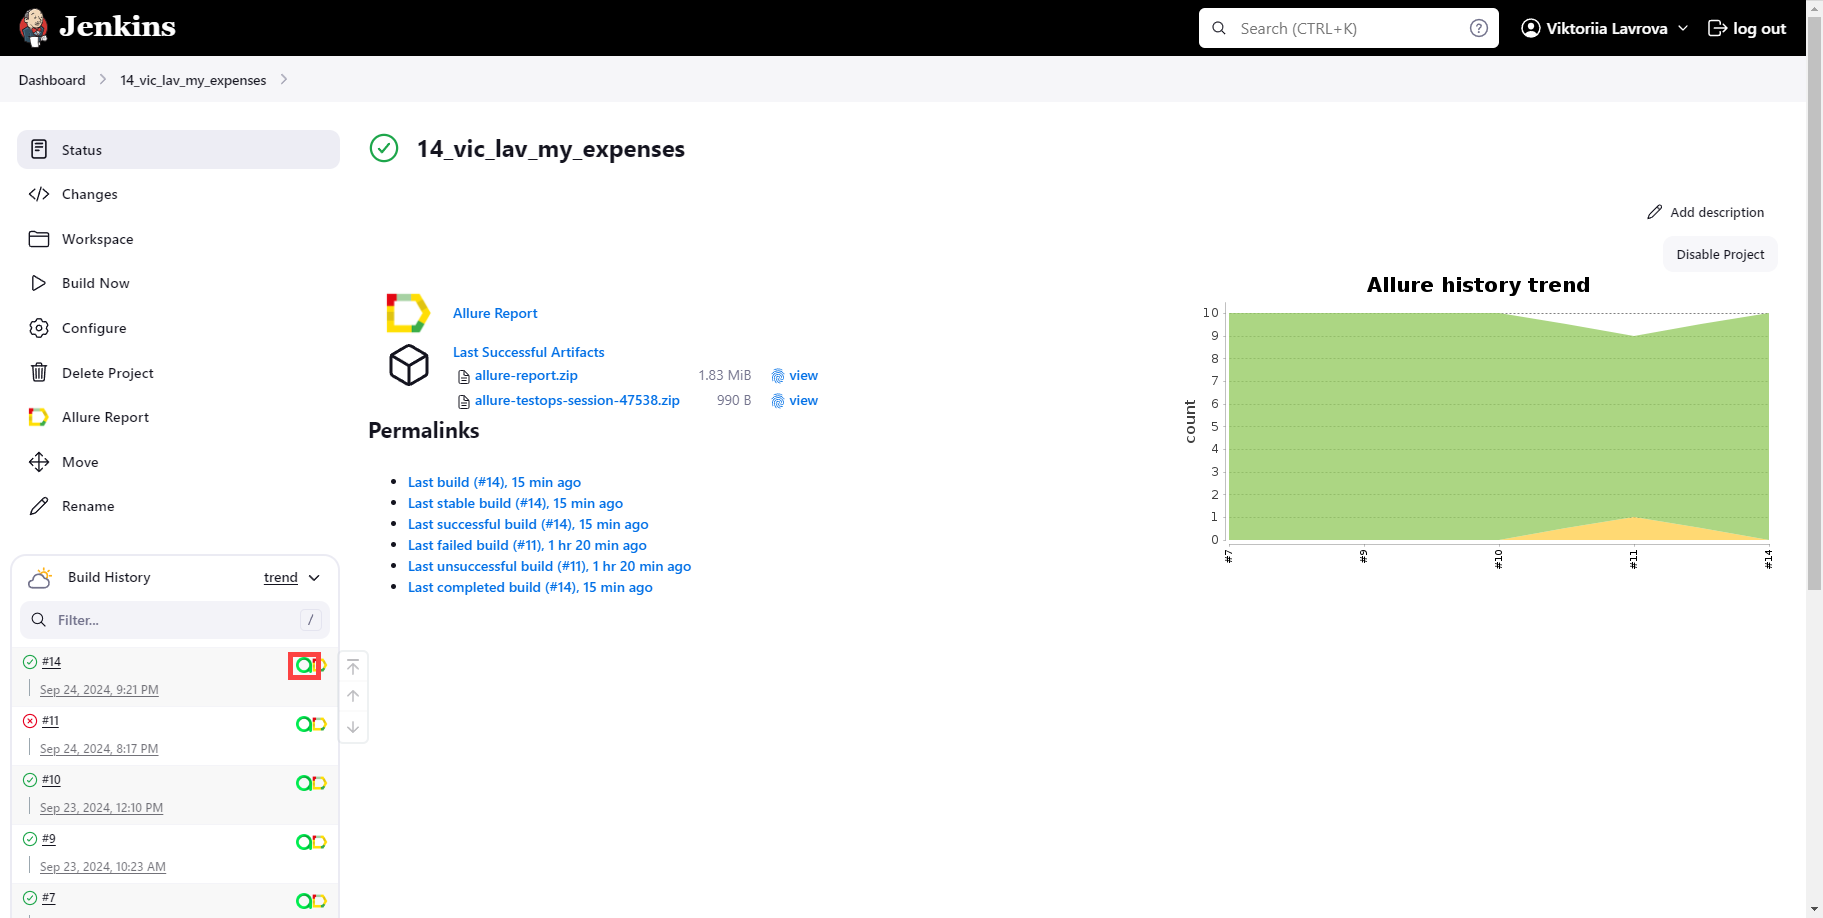 Jenkins
Search (CTRL+K)
Viktoriia Lavrova
log out
Dashboard
14_vic_lav_my_expenses
Status
Changes
Workspace
Build Now
Configure
Delete Project
Allure Report
Move
Rename
Build History
trend
Filter...
/
#14
Sep 24, 2024, 9:21 PM
#11
Sep 24, 2024, 8:17 PM
#10
Sep 23, 2024, 12:10 PM
#9
Sep 23, 2024, 10:23 AM
#7
14_vic_lav_my_expenses
Add description
Disable Project
Allure Report
Last Successful Artifacts
allure-report.zip 1.83 MiB view
allure-testops-session-47538.zip 990 B view
Permalinks
Last build (#14), 15 min ago
Last stable build (#14), 15 min ago
Last successful build (#14), 15 min ago
Last failed build (#11), 1 hr 20 min ago
Last unsuccessful build (#11), 1 hr 20 min ago
Last completed build (#14), 15 min ago
Allure history trend
count
10
9
8
7
6
5
4
3
2
1
0
#7
#9
#10
#11
#14